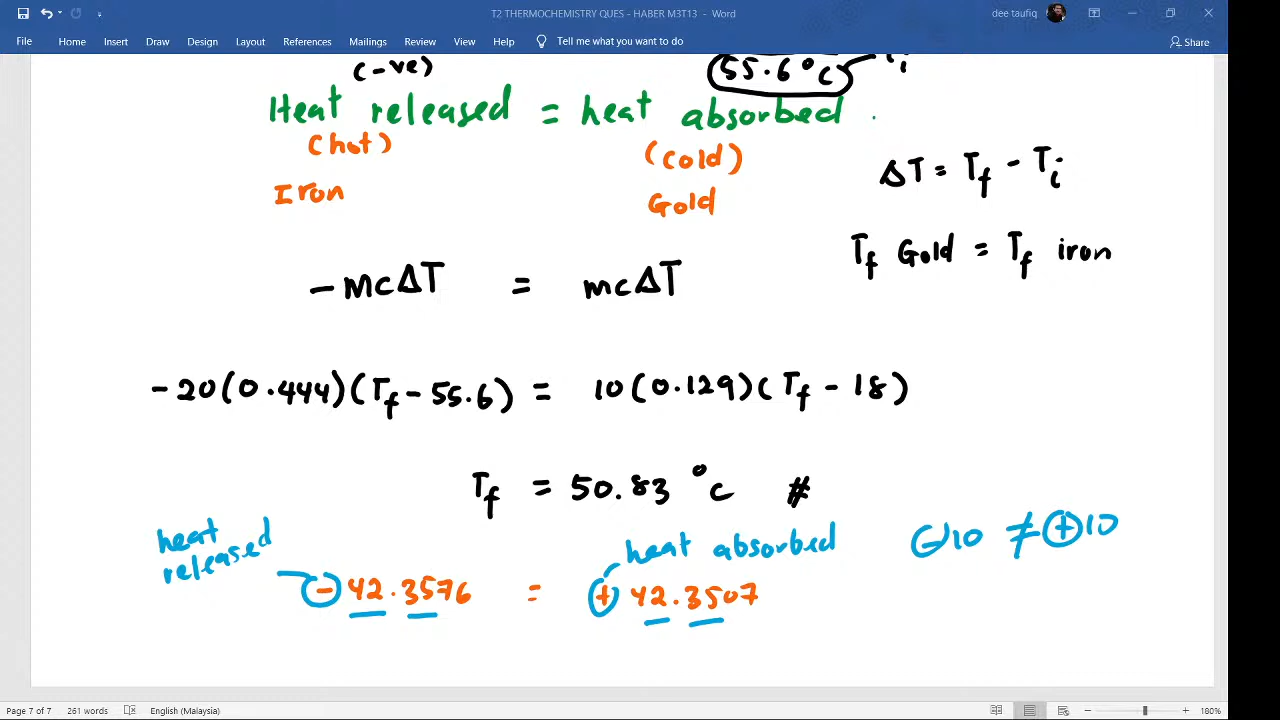 T2 THERMOCHEMISTRY QUES - HABER M3T13 - Word
dee taufiq
File Home Insert Draw Design Layout References Mailings Review View Help Tell me what you want to do Share
(-ve) 55.6°C
Heat released = heat absorbed
(hot) (cold)
Iron Gold
ΔT = Tf - Ti
Tf Gold = Tf iron
-mcΔT = mcΔT
-20(0.444)(Tf-55.6) = 10(0.129)(Tf-18)
Tf = 50.83 °C #
heat released
heat absorbed
-10 ≠ +10
-42.3576 = +42.3507
Page 7 of 7 261 words English (Malaysia) 180%